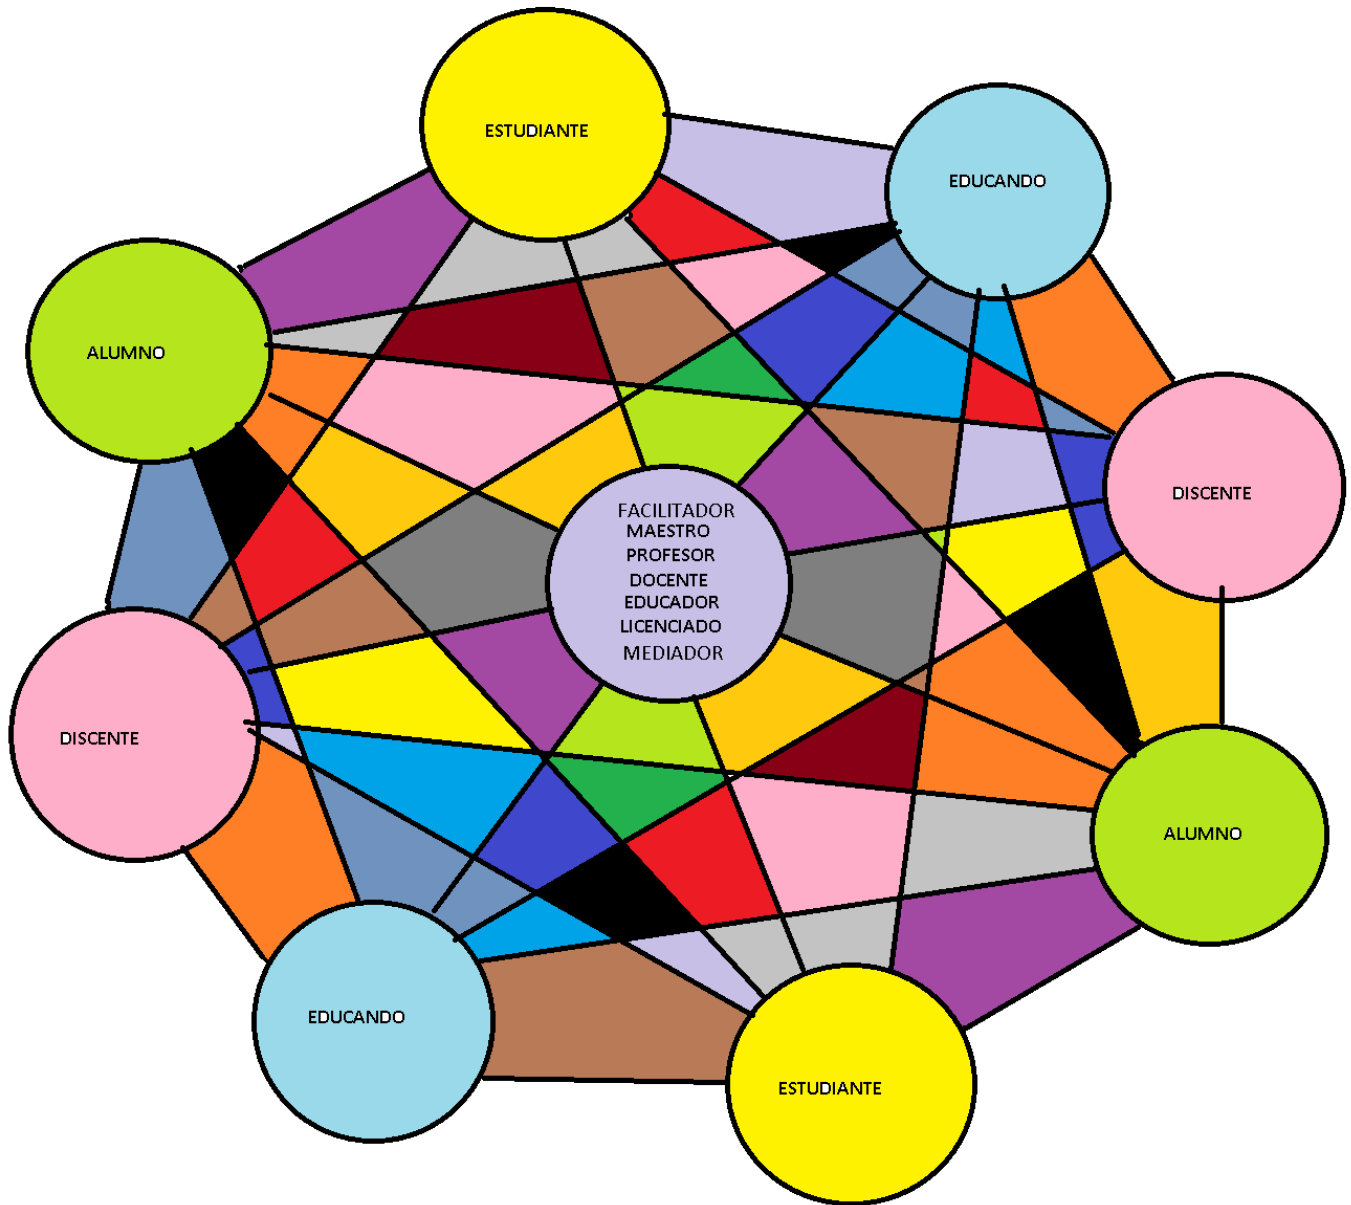 ESTUDIANTE
EDUCANDO
ALUMNO
DISCENTE
FACILITADOR
MAESTRO
PROFESOR
DOCENTE
EDUCADOR
LICENCIADO
MEDIADOR
DISCENTE
ALUMNO
EDUCANDO
ESTUDIANTE